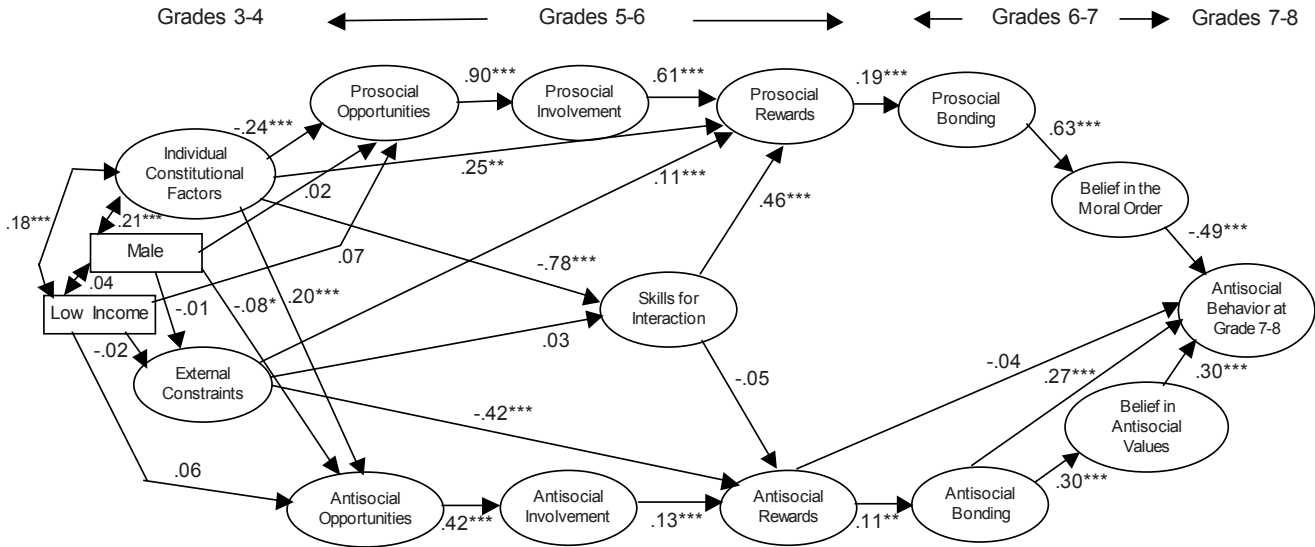 Grades 3-4
Grades 5-6
Grades 6-7
Grades 7-8
Prosocial
Opportunities
.90***
Prosocial
Involvement
.61***
Prosocial
Rewards
.19***
Prosocial
Bonding
.63***
-.24***
Individual
Constitutional
Factors
.25**
.02
.11***
Belief in the
Moral Order
.18***
.21***
.46***
-.49***
Male
.07
-.78***
.04
Low Income
-.01
-.08*
.20***
Skills for
Interaction
Antisocial
Behavior at
Grade 7-8
-.02
.03
-.04
External
Constraints
-.05
.27***
.30***
-.42***
Belief in
Antisocial
Values
.06
.30***
Antisocial
Opportunities
.42***
Antisocial
Involvement
.13***
Antisocial
Rewards
.11**
Antisocial
Bonding